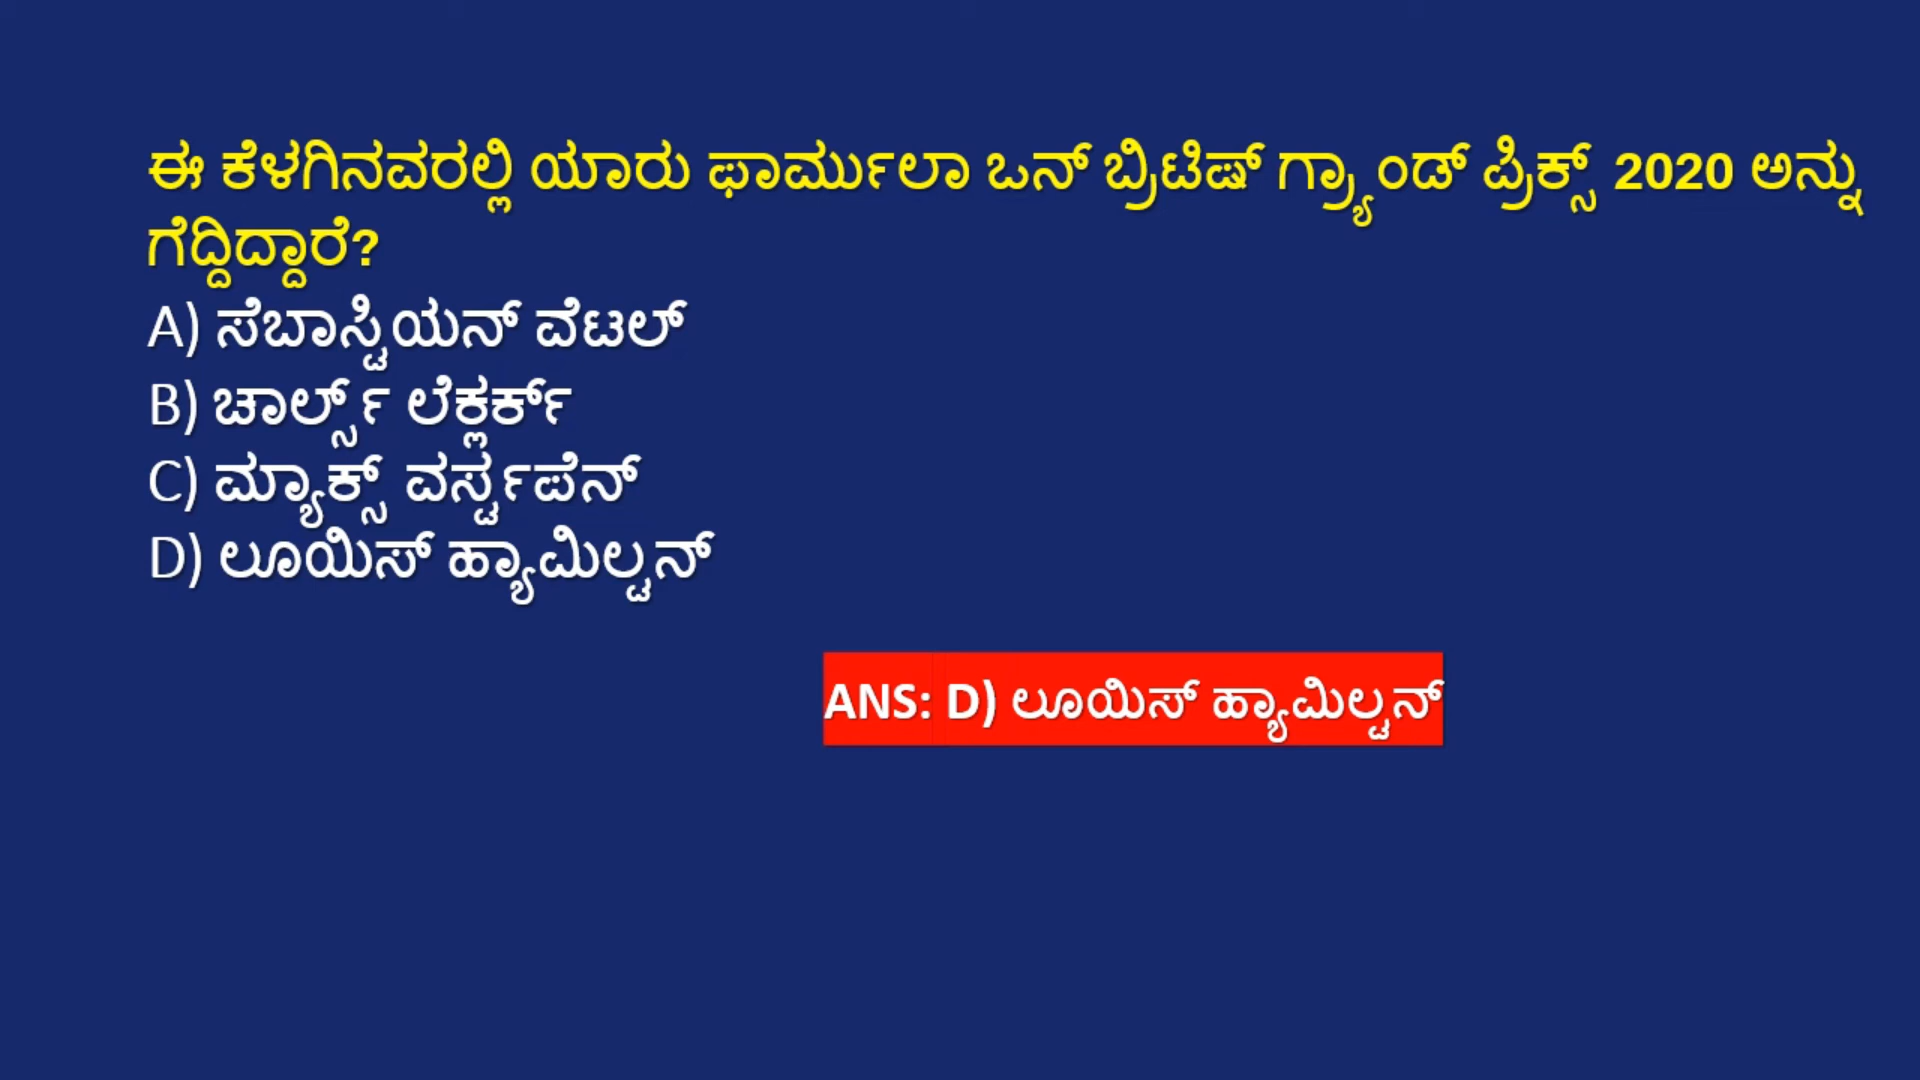 ಈ ಕೆಳಗಿನವರಲ್ಲಿ ಯಾರು ಫಾರ್ಮುಲಾ ಒನ್ ಬ್ರಿಟಿಷ್ ಗ್ರ್ಯಾಂಡ್ ಪ್ರಿಕ್ಸ್ 2020 ಅನ್ನು
ಗೆದ್ದಿದ್ದಾರೆ?
A) ಸೆಬಾಸ್ಟಿಯನ್ ವೆಟಲ್
B) ಚಾರ್ಲ್ಸ್ ಲೆಕ್ಲರ್ಕ್
C) ಮ್ಯಾಕ್ಸ್ ವರ್ಸ್ಟಪೆನ್
D) ಲೂಯಿಸ್ ಹ್ಯಾಮಿಲ್ಟನ್
ANS: D) ಲೂಯಿಸ್ ಹ್ಯಾಮಿಲ್ಟನ್